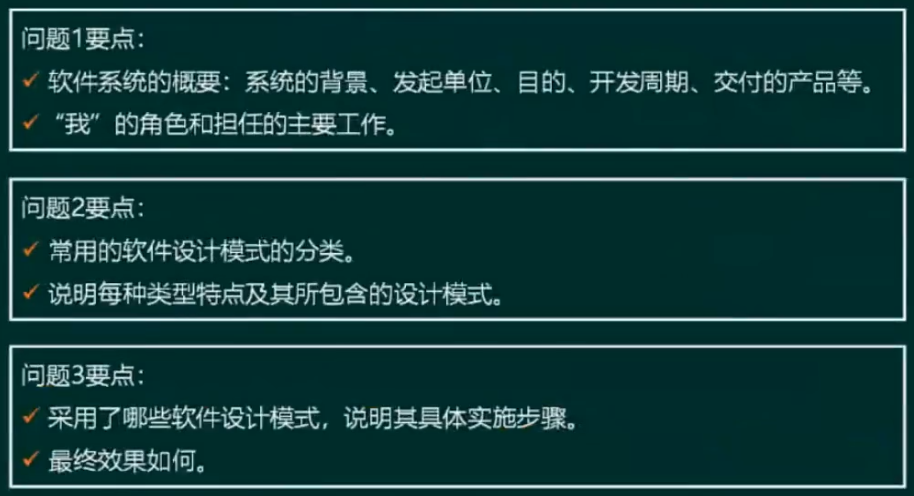 问题1要点：
✓ 软件系统的概要：系统的背景、发起单位、目的、开发周期、交付的产品等。
✓ “我”的角色和担任的主要工作。
问题2要点：
✓ 常用的软件设计模式的分类。
✓ 说明每种类型特点及其所包含的设计模式。
问题3要点：
✓ 采用了哪些软件设计模式，说明其具体实施步骤。
✓ 最终效果如何。